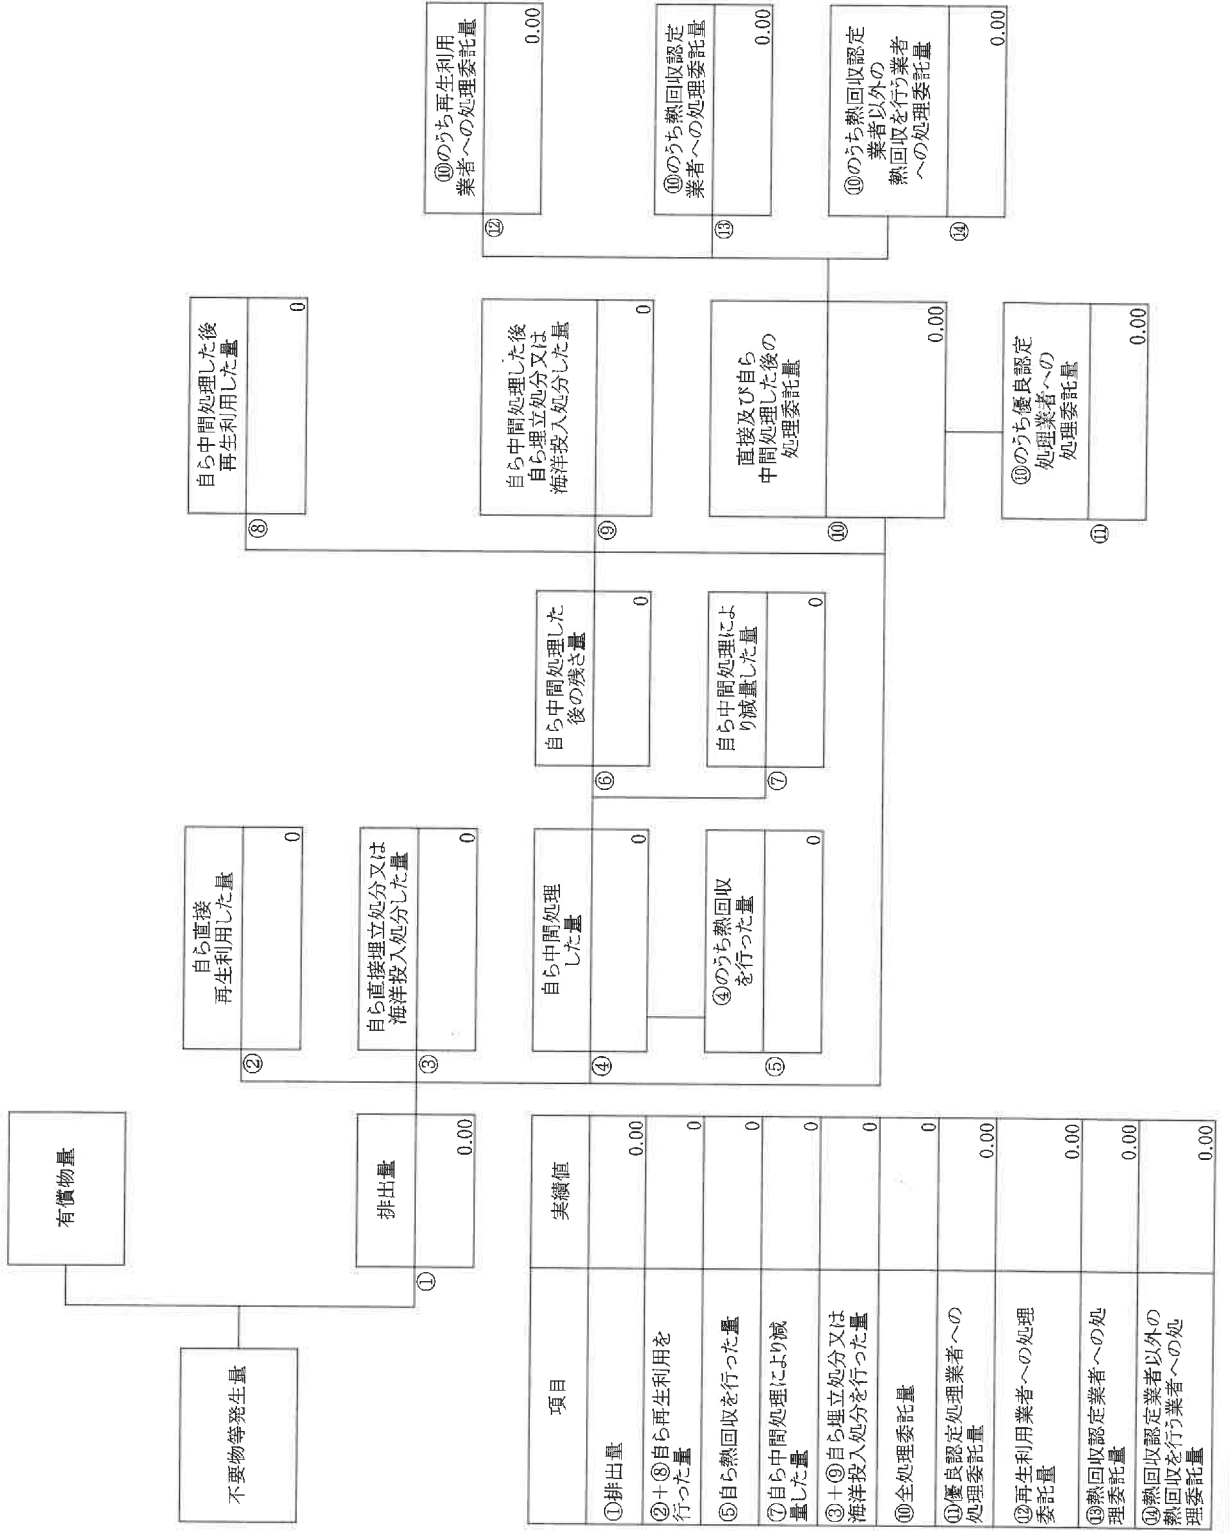 有償物量
不要物等発生量
排出量
①
0.00
自ら直接
再生利用した量
②
0
自ら直接埋立処分又は
海洋投入処分した量
③
0
自ら中間処理
した量
④
0
④のうち熱回収
を行った量
⑤
0
自ら中間処理した
後の残さ量
⑥
0
自ら中間処理によ
り減量した量
⑦
0
自ら中間処理した後
再生利用した量
⑧
0
自ら中間処理した後
自ら埋立処分又は
海洋投入処分した量
⑨
0
直接及び自ら
中間処理した後の
処理委託量
⑩
0.00
⑩のうち優良認定
処理業者への
処理委託量
⑪
0.00
⑩のうち再生利用
業者への処理委託量
⑫
0.00
⑩のうち熱回収認定
業者への処理委託量
⑬
0.00
⑩のうち熱回収認定
業者以外の
熱回収を行う業者
への処理委託量
⑭
0.00
項目 実績値
①排出量 0.00
②＋⑧自ら再生利用を
行った量 0
⑤自ら熱回収を行った量 0
⑦自ら中間処理により減
量した量 0
③＋⑨自ら埋立処分又は
海洋投入処分を行った量 0
⑩全処理委託量 0
⑪優良認定処理業者への
処理委託量 0.00
⑫再生利用業者への処理
委託量 0.00
⑬熱回収認定業者への処
理委託量 0.00
⑭熱回収認定業者以外の
熱回収を行う業者への処
理委託量 0.00